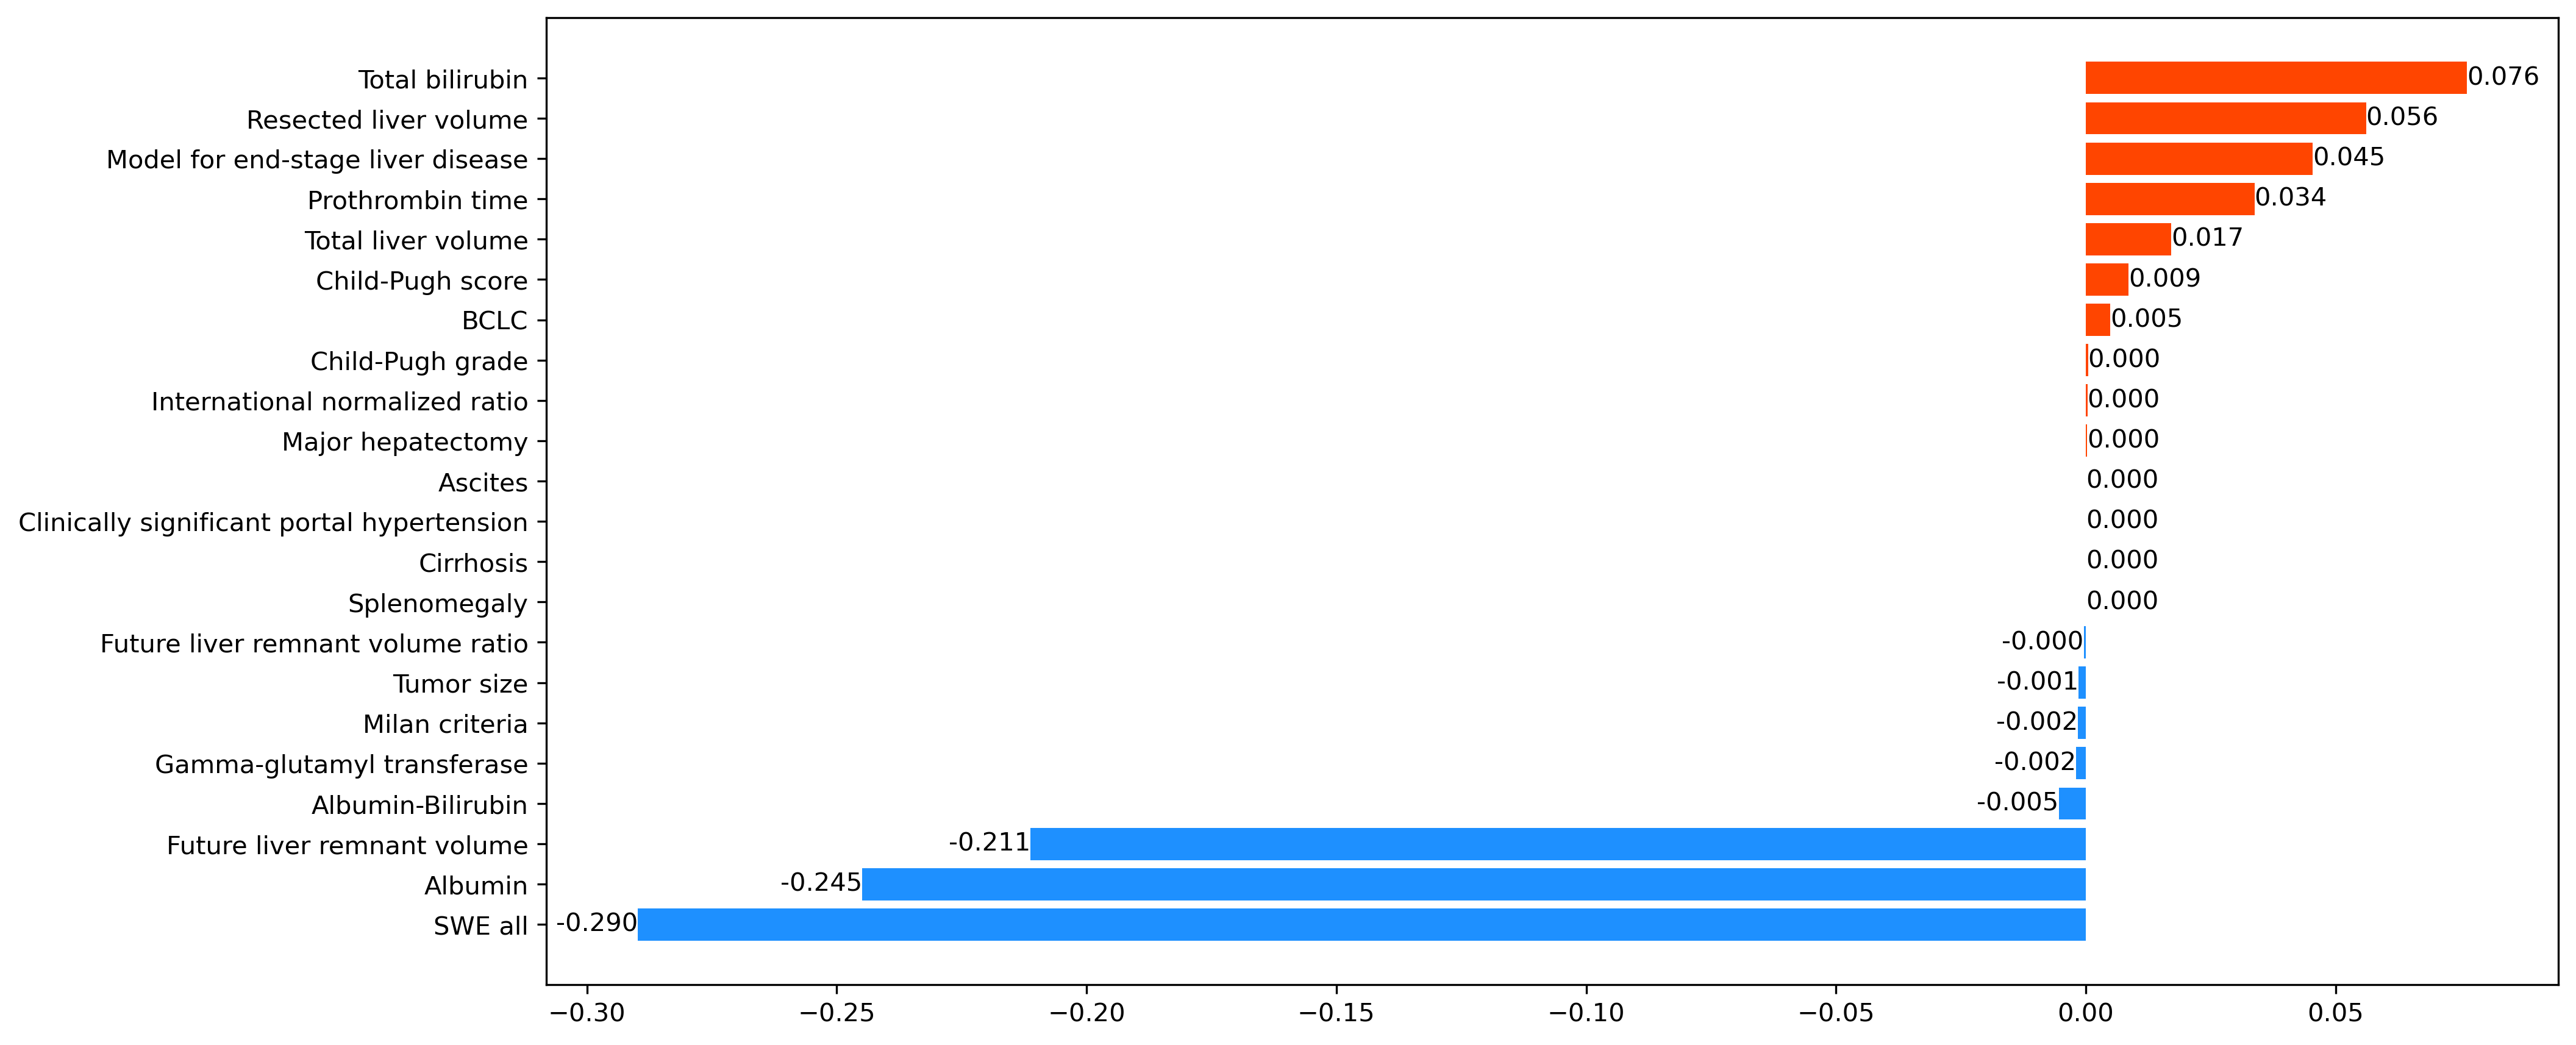 Total bilirubin 0.076
Resected liver volume 0.056
Model for end-stage liver disease 0.045
Prothrombin time 0.034
Total liver volume 0.017
Child-Pugh score 0.009
BCLC 0.005
Child-Pugh grade 0.000
International normalized ratio 0.000
Major hepatectomy 0.000
Ascites 0.000
Clinically significant portal hypertension 0.000
Cirrhosis 0.000
Splenomegaly 0.000
Future liver remnant volume ratio -0.000
Tumor size -0.001
Milan criteria -0.002
Gamma-glutamyl transferase -0.002
Albumin-Bilirubin -0.005
Future liver remnant volume -0.211
Albumin -0.245
SWE all -0.290
−0.30 −0.25 −0.20 −0.15 −0.10 −0.05 0.00 0.05